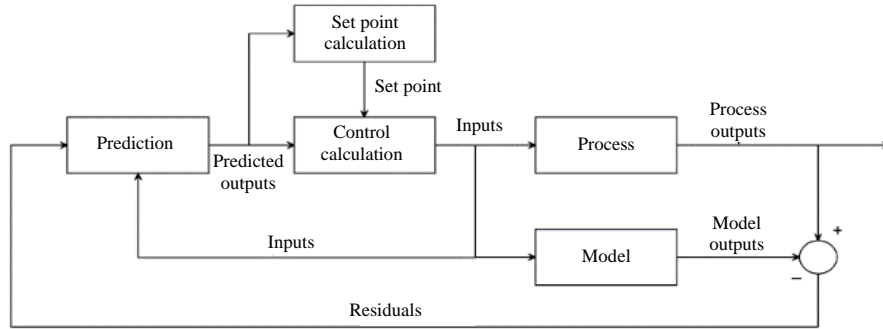 Set point
calculation
Set point
Prediction
Predicted
outputs
Control
calculation
Inputs
Process
Process
outputs
Inputs
Model
Model
outputs
+
−
Residuals